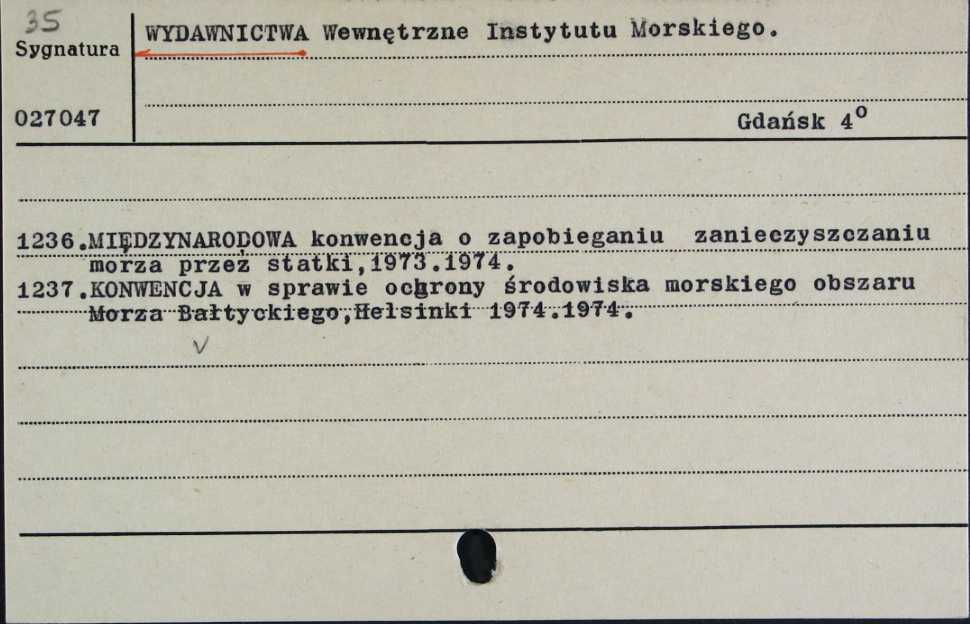 35
Sygnatura
WYDAWNICTWA Wewnętrzne Instytutu Morskiego.
027047
Gdańsk 4º
1236.MIĘDZYNARODOWA konwencja o zapobieganiu zanieczyszczaniu
morza przez statki,1973.1974.
1237.KONWENCJA w sprawie ochrony środowiska morskiego obszaru
Morza Bałtyckiego,Helsinki 1974.1974.